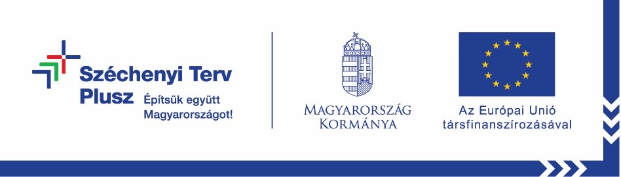 Széchenyi Terv
Plusz
Építsük együtt
Magyarországot!
MAGYARORSZÁG
KORMÁNYA
Az Európai Unió
társfinanszírozásával